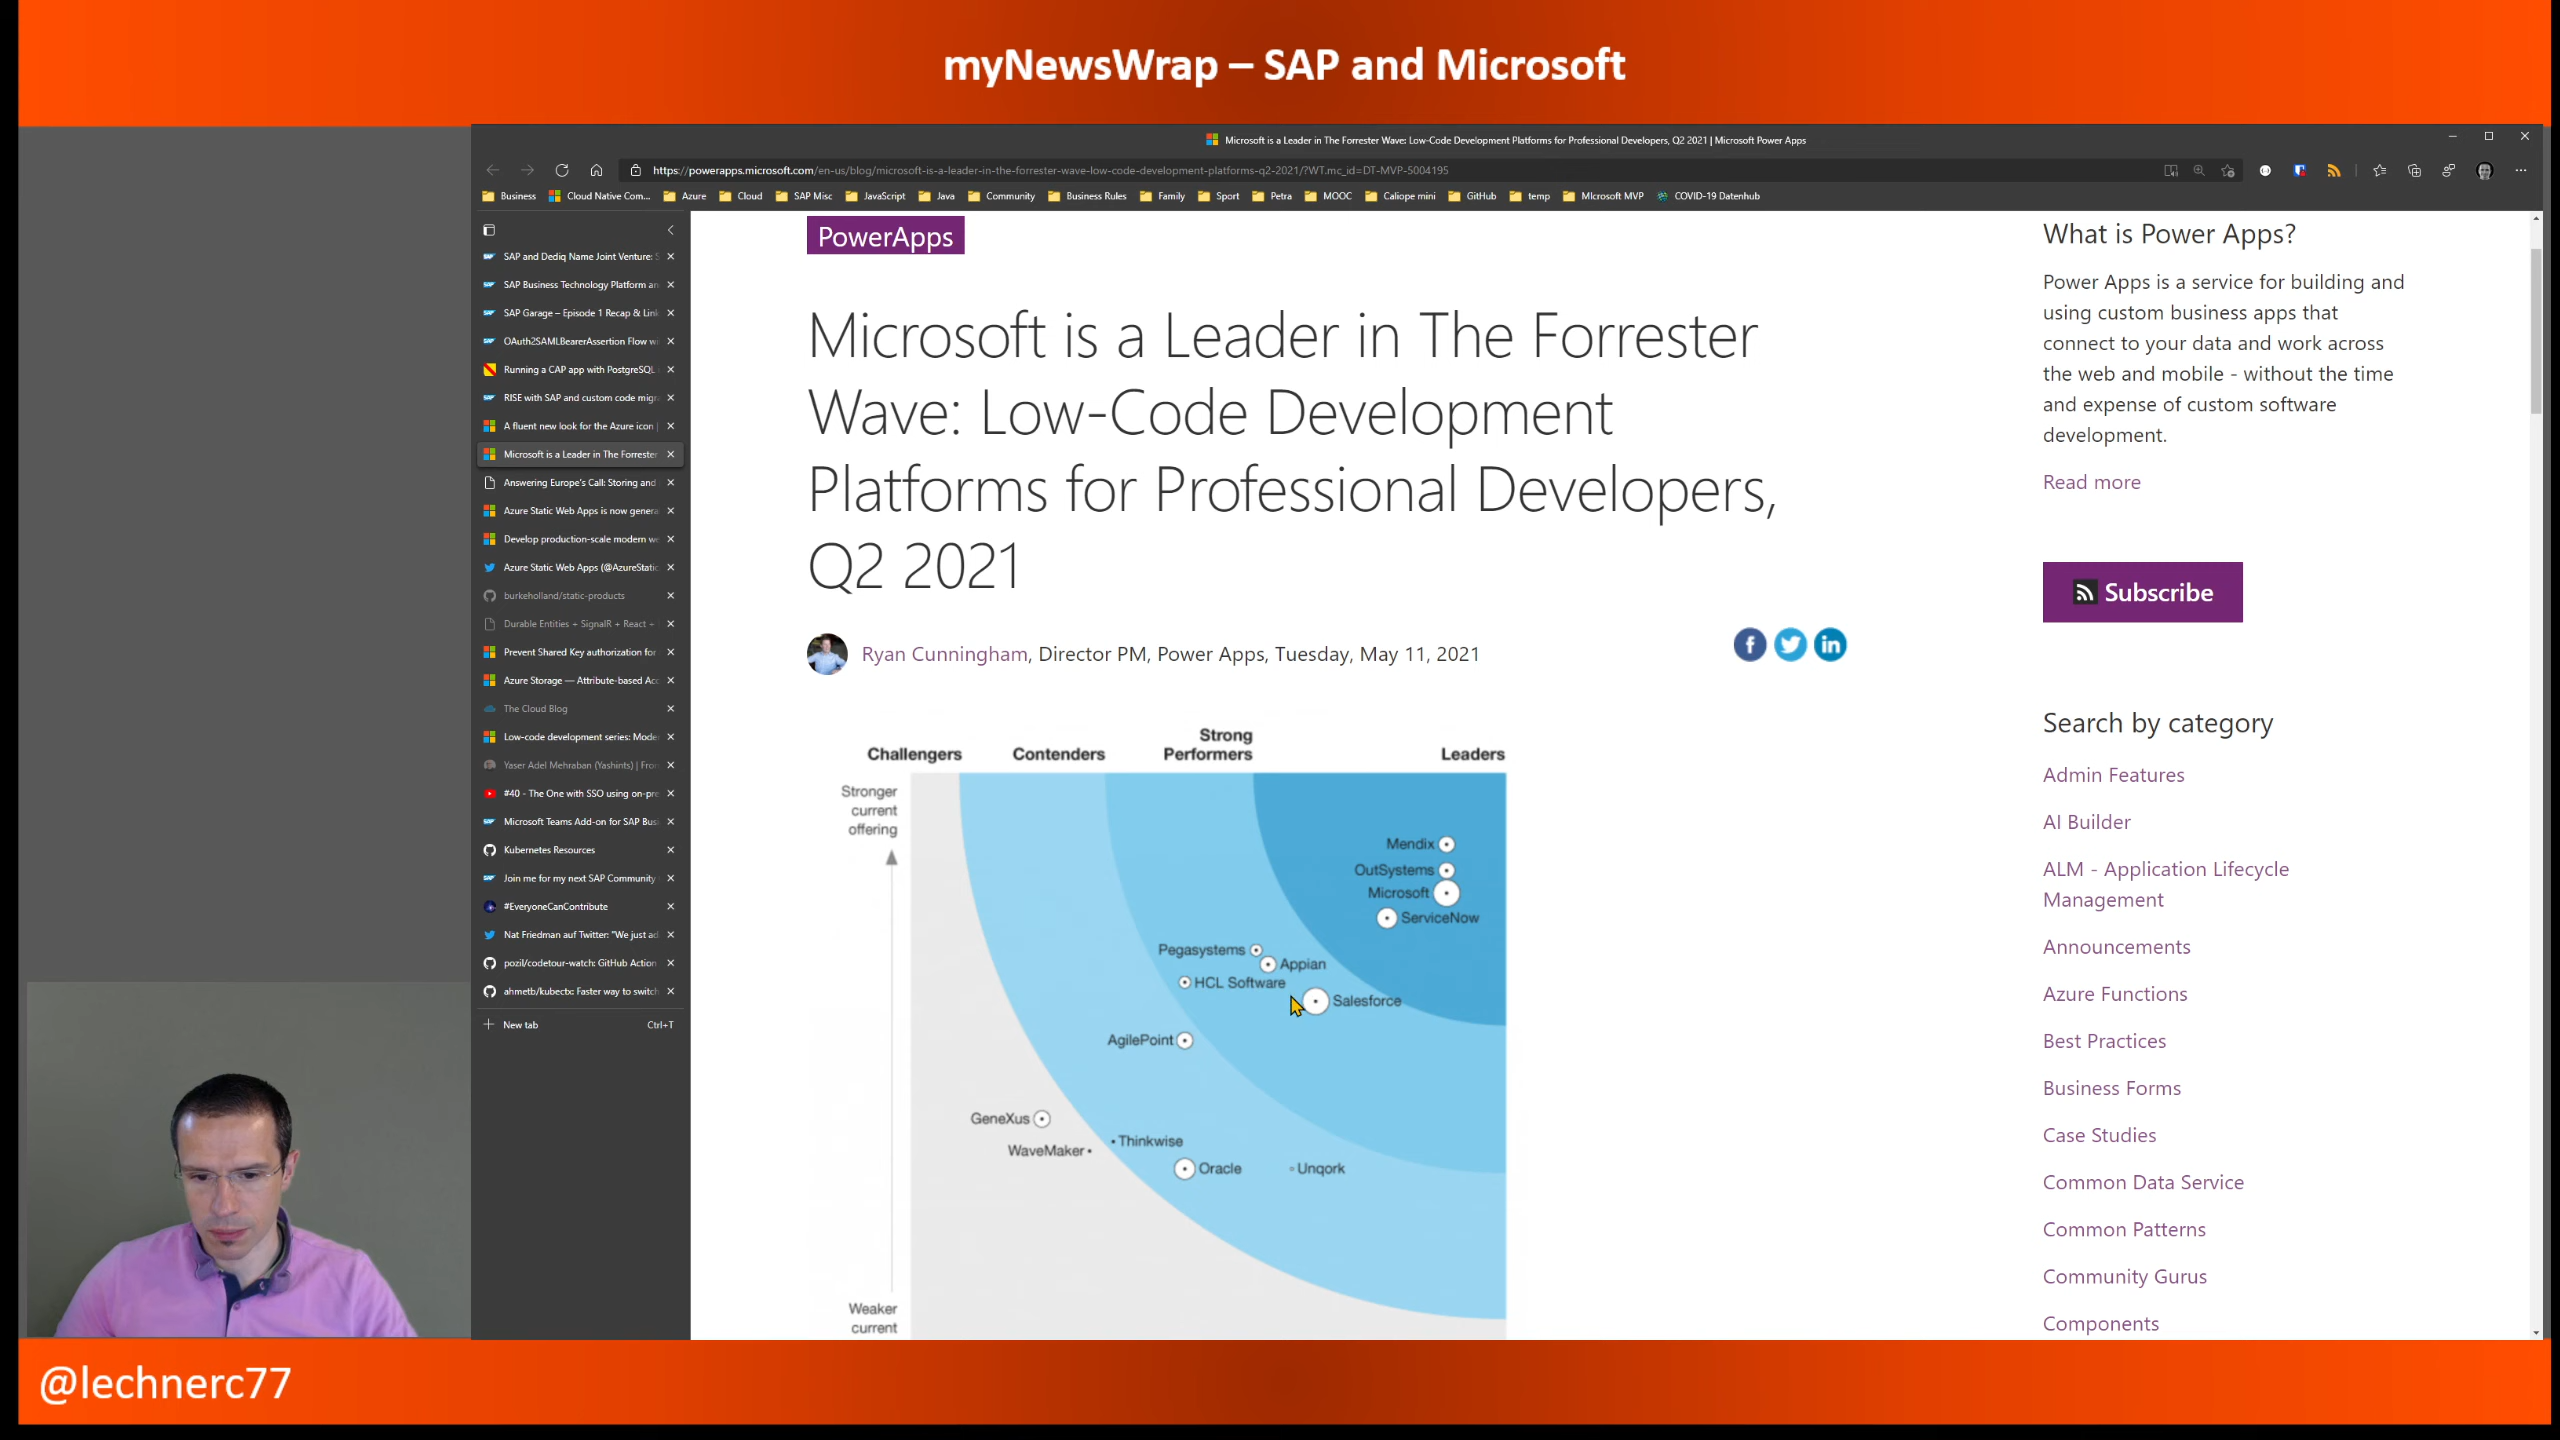 myNewsWrap – SAP and Microsoft
Microsoft is a Leader in The Forrester Wave: Low-Code Development Platforms for Professional Developers, Q2 2021 | Microsoft Power Apps
https://powerapps.microsoft.com/en-us/blog/microsoft-is-a-leader-in-the-forrester-wave-low-code-development-platforms-q2-2021/?WT.mc_id=DT-MVP-5004195
Business
Cloud Native Com...
Azure
Cloud
SAP Misc
JavaScript
Java
Community
Business Rules
Family
Sport
Petra
MOOC
Caliope mini
GitHub
temp
MIcrosoft MVP
COVID-19 Datenhub
SAP and Dediq Name Joint Venture:
SAP Business Technology Platform an
SAP Garage – Episode 1 Recap & Link
OAuth2SAMLBearerAssertion Flow wi
Running a CAP app with PostgreSQL
RISE with SAP and custom code migra
A fluent new look for the Azure icon |
Microsoft is a Leader in The Forrester
Answering Europe's Call: Storing and
Azure Static Web Apps is now genera
Develop production-scale modern we
Azure Static Web Apps (@AzureStatic
burkeholland/static-products
Durable Entities + SignalR + React +
Prevent Shared Key authorization for
Azure Storage — Attribute-based Acc
The Cloud Blog
Low-code development series: Mode
Yaser Adel Mehraban (Yashints) | Fron
#40 - The One with SSO using on-pre
Microsoft Teams Add-on for SAP Busi
Kubernetes Resources
Join me for my next SAP Community
#EveryoneCanContribute
Nat Friedman auf Twitter: "We just ad
pozil/codetour-watch: GitHub Action
ahmetb/kubectx: Faster way to switch
New tab Ctrl+T
PowerApps
Microsoft is a Leader in The Forrester
Wave: Low-Code Development
Platforms for Professional Developers,
Q2 2021
Ryan Cunningham, Director PM, Power Apps, Tuesday, May 11, 2021
Challengers
Contenders
Strong
Performers
Leaders
Stronger
current
offering
Mendix
OutSystems
Microsoft
ServiceNow
Pegasystems
Appian
HCL Software
Salesforce
AgilePoint
GeneXus
Thinkwise
WaveMaker
Oracle
Unqork
Weaker
current
What is Power Apps?
Power Apps is a service for building and
using custom business apps that
connect to your data and work across
the web and mobile - without the time
and expense of custom software
development.
Read more
Subscribe
Search by category
Admin Features
AI Builder
ALM - Application Lifecycle
Management
Announcements
Azure Functions
Best Practices
Business Forms
Case Studies
Common Data Service
Common Patterns
Community Gurus
Components
@lechnerc77